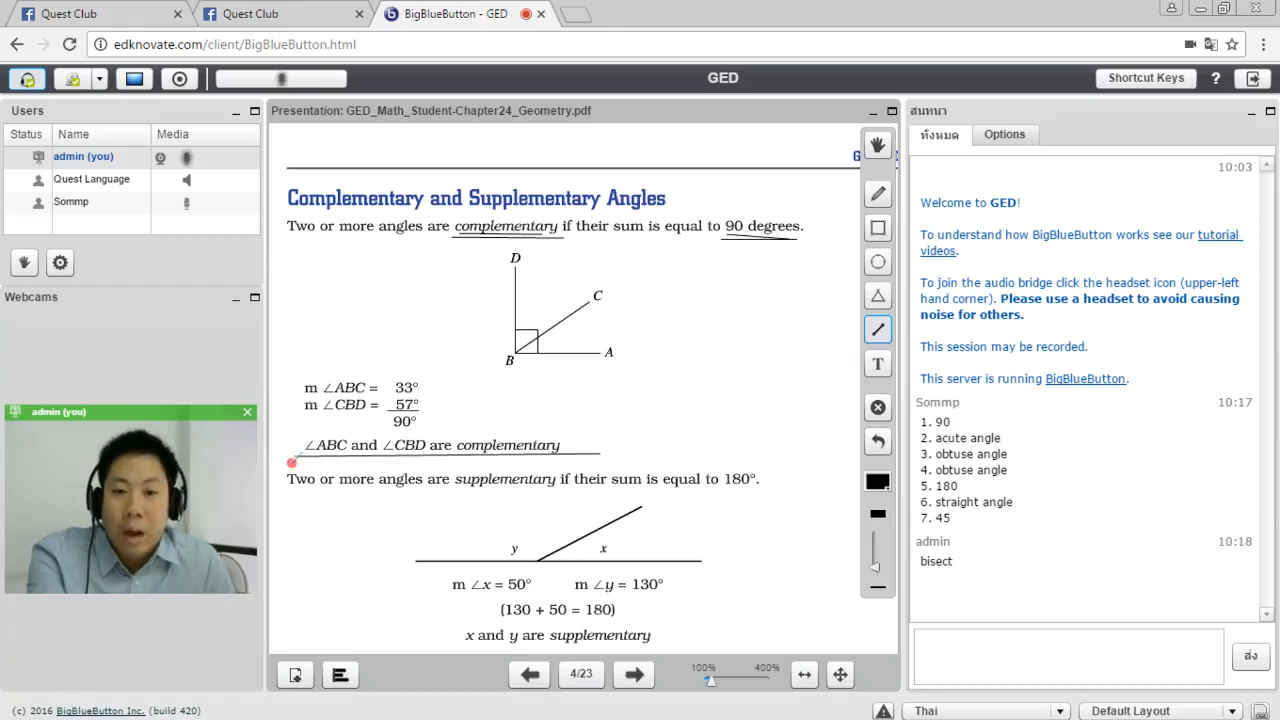 Quest Club
Quest Club
BigBlueButton - GED
edknovate.com/client/BigBlueButton.html
GED
Shortcut Keys
?
Users
Status Name Media
admin (you)
Quest Language
Sommp
Webcams
admin (you)
Presentation: GED_Math_Student-Chapter24_Geometry.pdf
Complementary and Supplementary Angles
Two or more angles are complementary if their sum is equal to 90 degrees.
D
C
B
A
m ∠ABC = 33°
m ∠CBD = 57°
90°
∠ABC and ∠CBD are complementary
Two or more angles are supplementary if their sum is equal to 180°.
y x
m ∠x = 50° m ∠y = 130°
(130 + 50 = 180)
x and y are supplementary
T
4/23
100% 400%
สนทนา
ทั้งหมด Options
10:03
Welcome to GED!
To understand how BigBlueButton works see our tutorial
videos.
To join the audio bridge click the headset icon (upper-left
hand corner). Please use a headset to avoid causing
noise for others.
This session may be recorded.
This server is running BigBlueButton.
Sommp 10:17
1. 90
2. acute angle
3. obtuse angle
4. obtuse angle
5. 180
6. straight angle
7. 45
admin 10:18
bisect
ส่ง
(c) 2016 BigBlueButton Inc. (build 420)
Thai
Default Layout